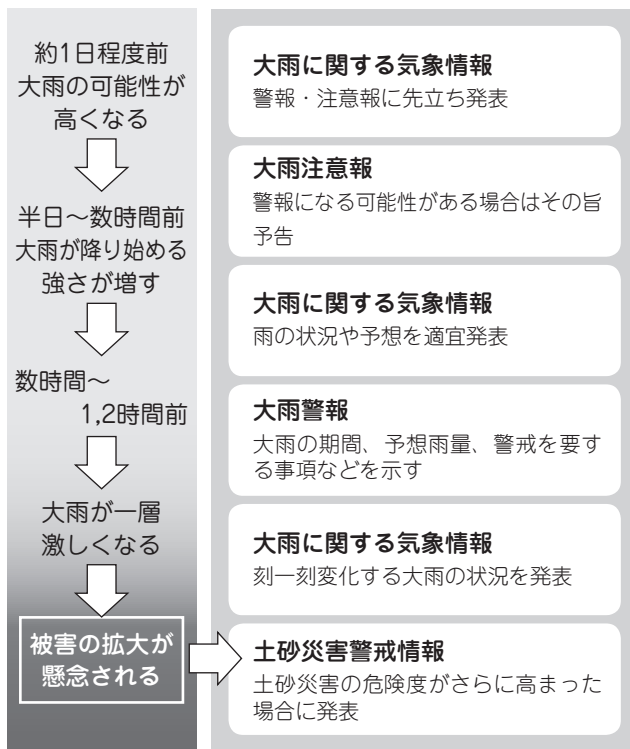 約1日程度前
大雨の可能性が
高くなる
半日～数時間前
大雨が降り始める
強さが増す
数時間～
1,2時間前
大雨が一層
激しくなる
被害の拡大が
懸念される
大雨に関する気象情報
警報・注意報に先立ち発表
大雨注意報
警報になる可能性がある場合はその旨
予告
大雨に関する気象情報
雨の状況や予想を適宜発表
大雨警報
大雨の期間、予想雨量、警戒を要す
る事項などを示す
大雨に関する気象情報
刻一刻変化する大雨の状況を発表
土砂災害警戒情報
土砂災害の危険度がさらに高まった
場合に発表